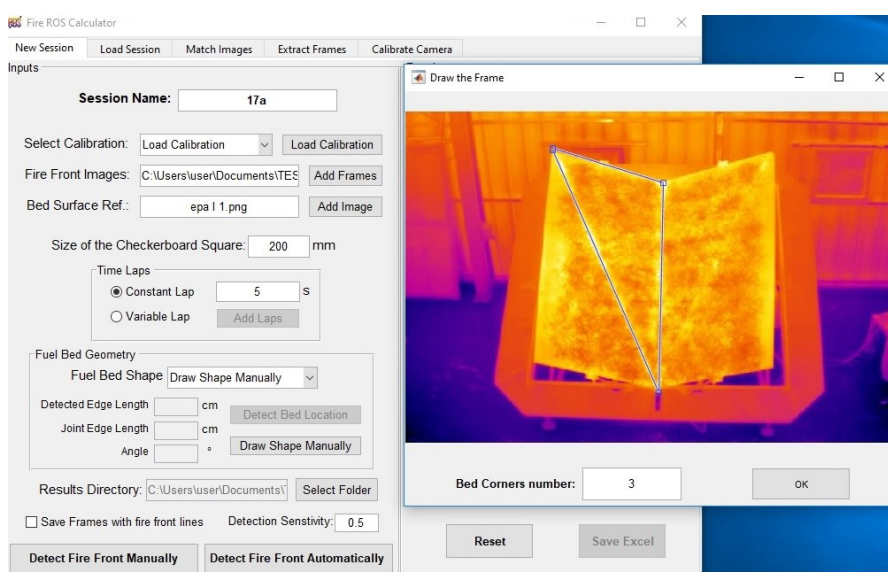 Fire ROS Calculator
New Session Load Session Match Images Extract Frames Calibrate Camera
Inputs
Session Name: 17a
Select Calibration: Load Calibration Load Calibration
Fire Front Images: C:\Users\user\Documents\TES Add Frames
Bed Surface Ref.: epa l 1.png Add Image
Size of the Checkerboard Square: 200 mm
Time Laps
Constant Lap 5 s
Variable Lap Add Laps
Fuel Bed Geometry
Fuel Bed Shape Draw Shape Manually
Detected Edge Length cm Detect Bed Location
Joint Edge Length cm
Angle ° Draw Shape Manually
Results Directory: C:\Users\user\Documents\ Select Folder
Save Frames with fire front lines Detection Senstivity: 0.5
Detect Fire Front Manually Detect Fire Front Automatically
Draw the Frame
Bed Corners number: 3 OK
Reset Save Excel